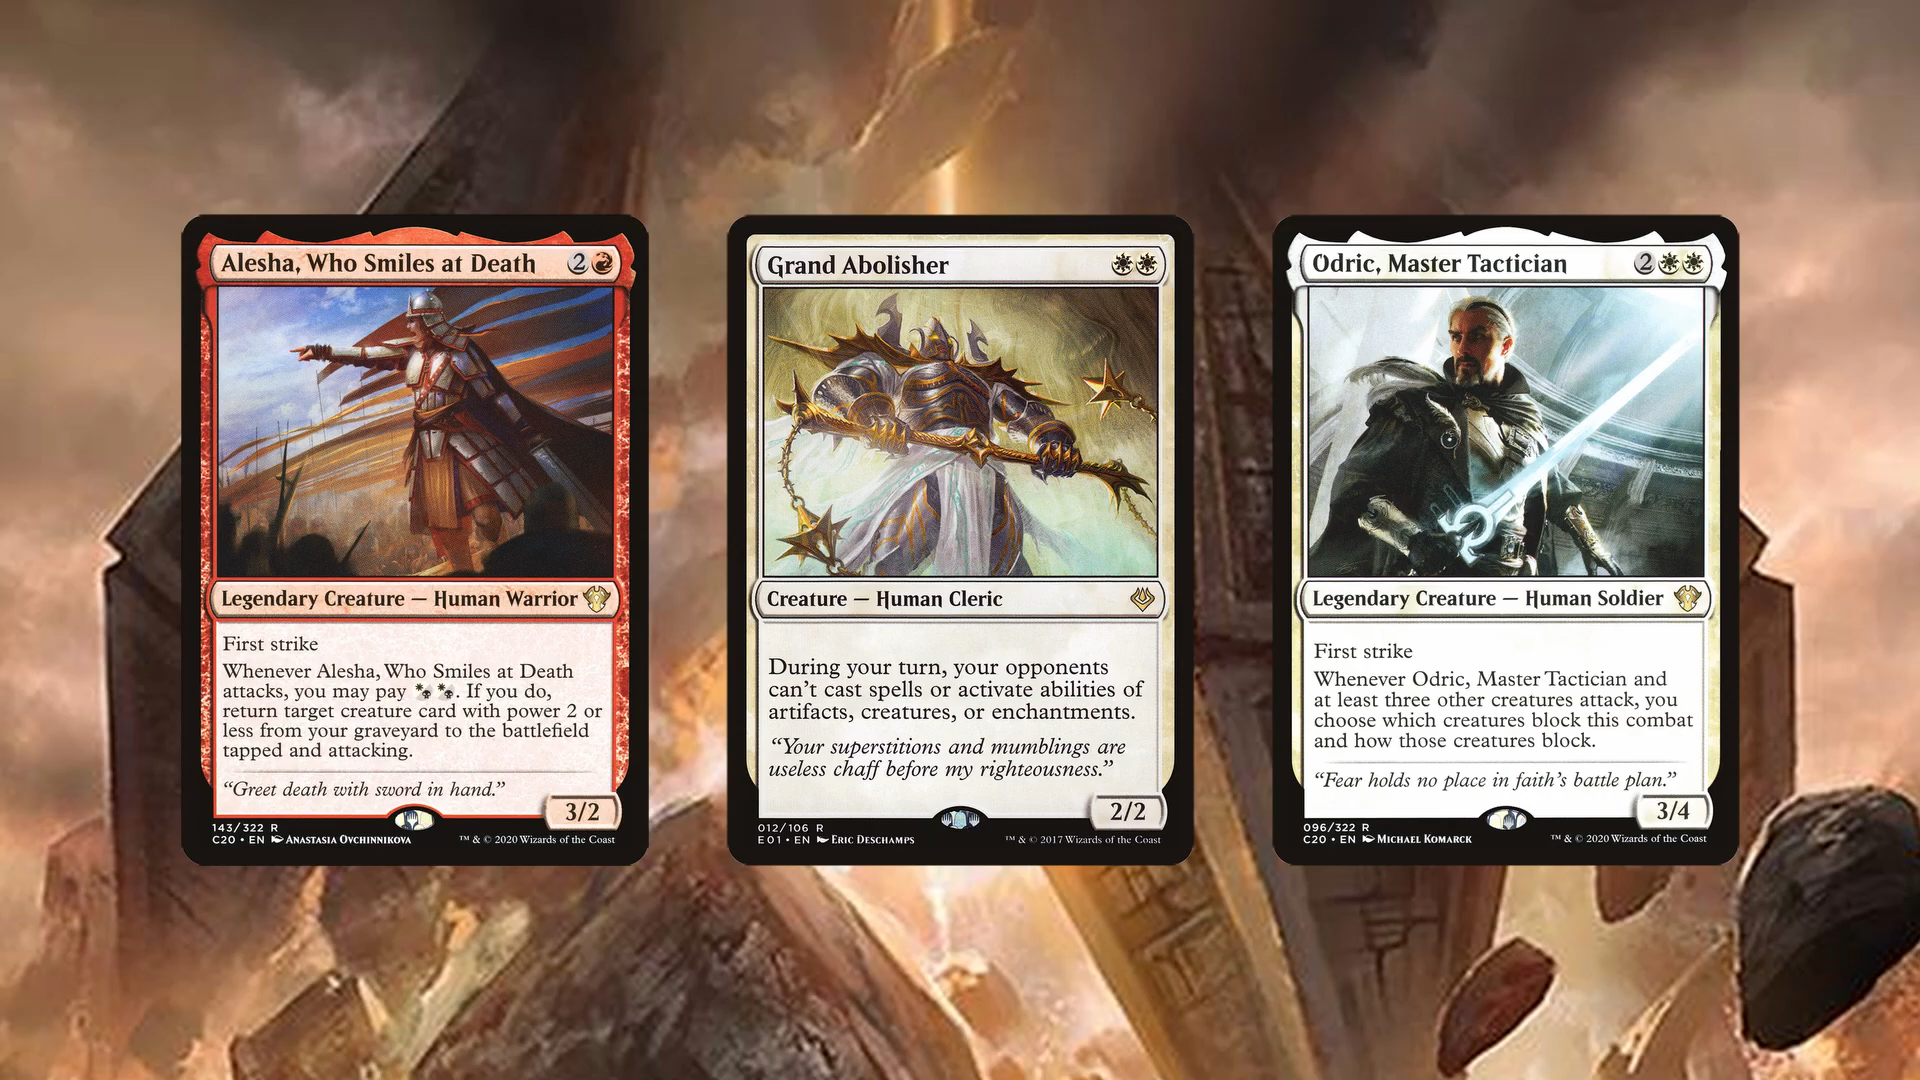 Alesha, Who Smiles at Death 2
Legendary Creature — Human Warrior
First strike
Whenever Alesha, Who Smiles at Death
attacks, you may pay . If you do,
return target creature card with power 2 or
less from your graveyard to the battlefield
tapped and attacking.
“Greet death with sword in hand.”
3/2
143/322 R
C20 • EN Anastasia Ovchinnikova ™ & © 2020 Wizards of the Coast
Grand Abolisher
Creature — Human Cleric
During your turn, your opponents
can’t cast spells or activate abilities of
artifacts, creatures, or enchantments.
“Your superstitions and mumblings are
useless chaff before my righteousness.”
2/2
012/106 R
E01 • EN Eric Deschamps ™ & © 2017 Wizards of the Coast
Odric, Master Tactician 2
Legendary Creature — Human Soldier
First strike
Whenever Odric, Master Tactician and
at least three other creatures attack, you
choose which creatures block this combat
and how those creatures block.
“Fear holds no place in faith’s battle plan.”
3/4
096/322 R
C20 • EN Michael Komarck ™ & © 2020 Wizards of the Coast